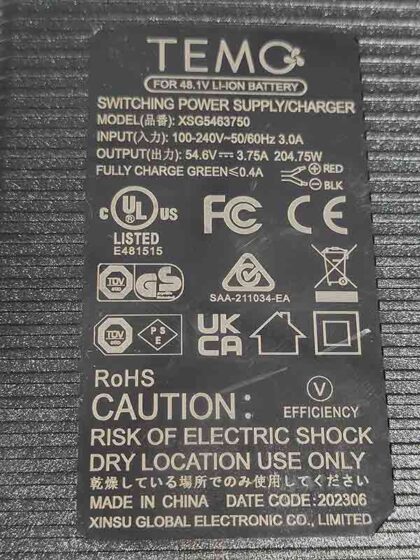 TEMO
FOR 48.1V LI-ION BATTERY
SWITCHING POWER SUPPLY/CHARGER
MODEL(品番): XSG5463750
INPUT(入力): 100-240V~50/60Hz 3.0A
OUTPUT(出力): 54.6V⎓3.75A 204.75W
FULLY CHARGE GREEN≤0.4A
RED
BLK
c UL US
LISTED
E481515
FC CE
TÜV GS
SAA-211034-EA
TÜV
PS
E
UK
CA
RoHS
V
EFFICIENCY
CAUTION:
RISK OF ELECTRIC SHOCK
DRY LOCATION USE ONLY
乾燥している場所でのみ使用してください
MADE IN CHINA DATE CODE:202306
XINSU GLOBAL ELECTRONIC CO., LIMITED